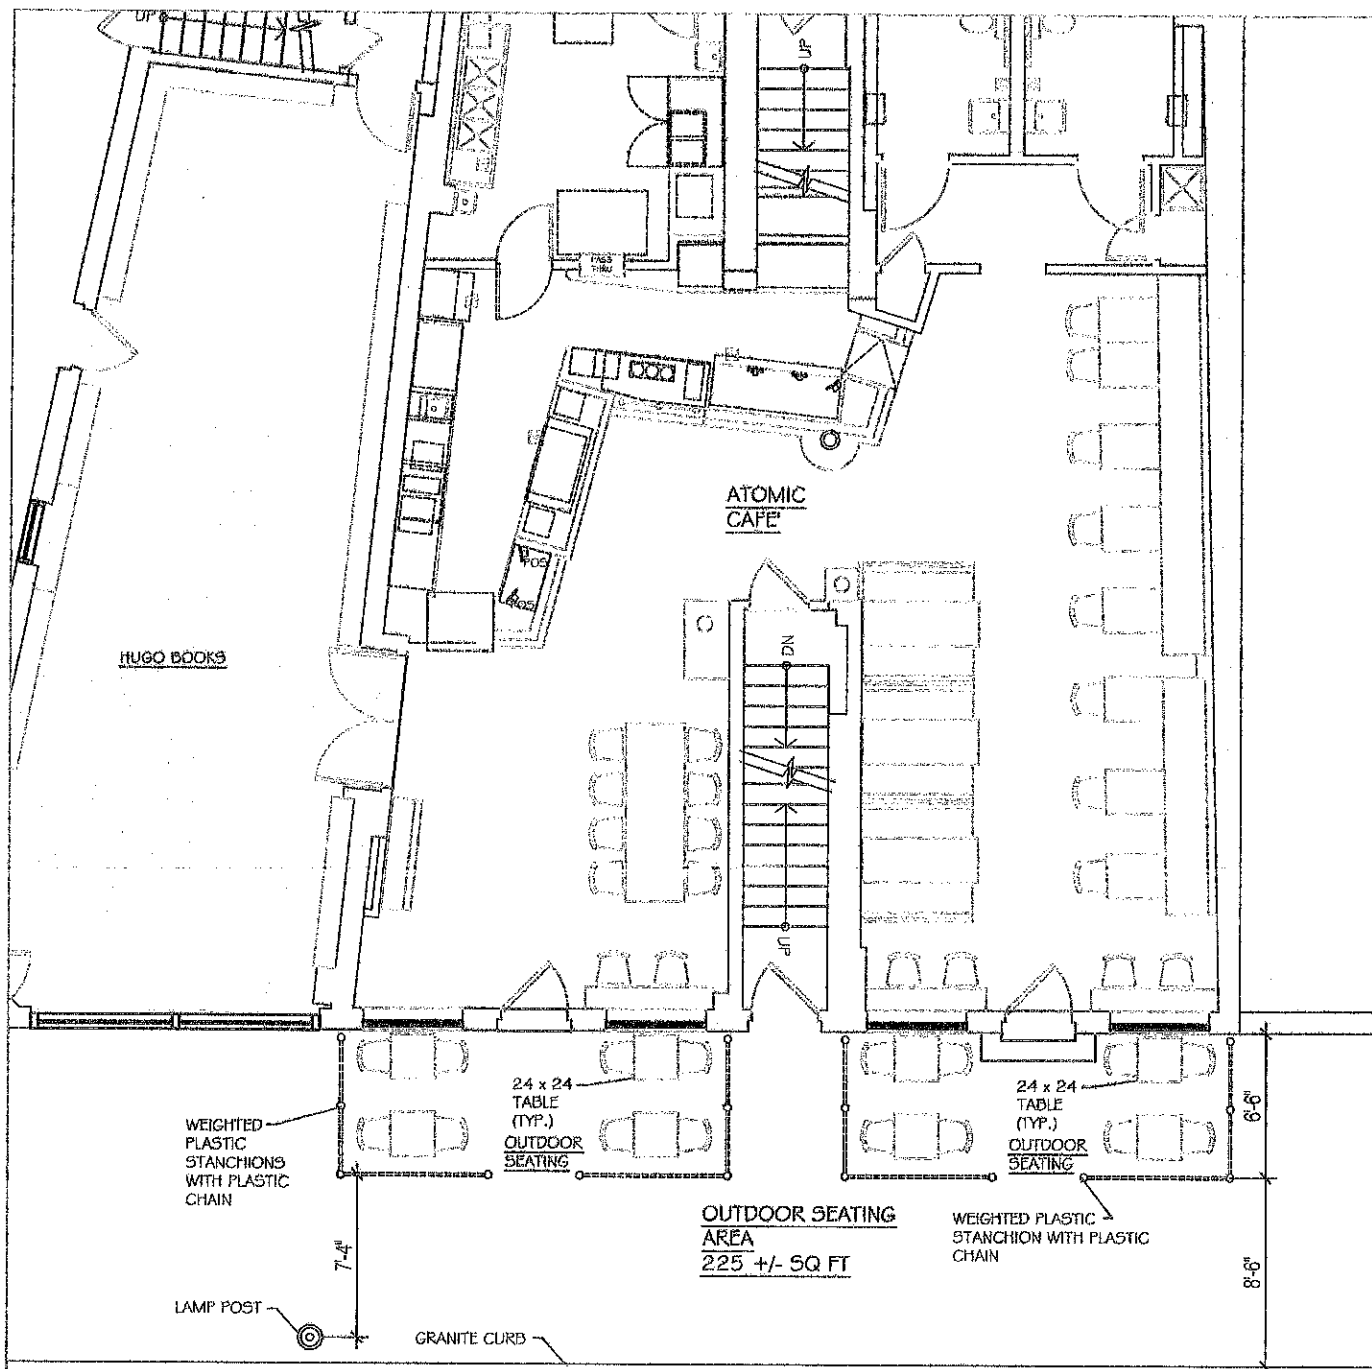 UP
UP
PASS
THRU
ATOMIC
CAFE'
POS
POS
DN
HUGO BOOKS
UP
24 x 24
TABLE
(TYP.)
OUTDOOR
SEATING
24 x 24
TABLE
(TYP.)
OUTDOOR
SEATING
6'-6"
WEIGHTED
PLASTIC
STANCHIONS
WITH PLASTIC
CHAIN
OUTDOOR SEATING
AREA
225 +/- SQ FT
WEIGHTED PLASTIC
STANCHION WITH PLASTIC
CHAIN
7'-4"
8'-6"
LAMP POST
GRANITE CURB